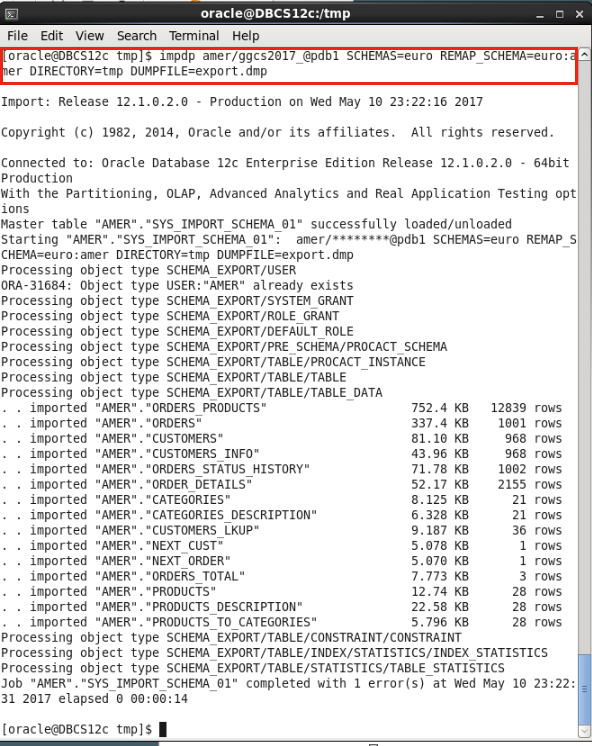 oracle@DBCS12c:/tmp
File Edit View Search Terminal Help
[oracle@DBCS12c tmp]$ impdp amer/ggcs2017_@pdb1 SCHEMAS=euro REMAP_SCHEMA=euro:a
mer DIRECTORY=tmp DUMPFILE=export.dmp
Import: Release 12.1.0.2.0 - Production on Wed May 10 23:22:16 2017
Copyright (c) 1982, 2014, Oracle and/or its affiliates.  All rights reserved.
Connected to: Oracle Database 12c Enterprise Edition Release 12.1.0.2.0 - 64bit
Production
With the Partitioning, OLAP, Advanced Analytics and Real Application Testing opt
ions
Master table "AMER"."SYS_IMPORT_SCHEMA_01" successfully loaded/unloaded
Starting "AMER"."SYS_IMPORT_SCHEMA_01":  amer/********@pdb1 SCHEMAS=euro REMAP_S
CHEMA=euro:amer DIRECTORY=tmp DUMPFILE=export.dmp
Processing object type SCHEMA_EXPORT/USER
ORA-31684: Object type USER:"AMER" already exists
Processing object type SCHEMA_EXPORT/SYSTEM_GRANT
Processing object type SCHEMA_EXPORT/ROLE_GRANT
Processing object type SCHEMA_EXPORT/DEFAULT_ROLE
Processing object type SCHEMA_EXPORT/PRE_SCHEMA/PROCACT_SCHEMA
Processing object type SCHEMA_EXPORT/TABLE/PROCACT_INSTANCE
Processing object type SCHEMA_EXPORT/TABLE/TABLE
Processing object type SCHEMA_EXPORT/TABLE/TABLE_DATA
. . imported "AMER"."ORDERS_PRODUCTS" 752.4 KB 12839 rows
. . imported "AMER"."ORDERS" 337.4 KB 1001 rows
. . imported "AMER"."CUSTOMERS" 81.10 KB 968 rows
. . imported "AMER"."CUSTOMERS_INFO" 43.96 KB 968 rows
. . imported "AMER"."ORDERS_STATUS_HISTORY" 71.78 KB 1002 rows
. . imported "AMER"."ORDER_DETAILS" 52.17 KB 2155 rows
. . imported "AMER"."CATEGORIES" 8.125 KB 21 rows
. . imported "AMER"."CATEGORIES_DESCRIPTION" 6.328 KB 21 rows
. . imported "AMER"."CUSTOMERS_LKUP" 9.187 KB 36 rows
. . imported "AMER"."NEXT_CUST" 5.078 KB 1 rows
. . imported "AMER"."NEXT_ORDER" 5.070 KB 1 rows
. . imported "AMER"."ORDERS_TOTAL" 7.773 KB 3 rows
. . imported "AMER"."PRODUCTS" 12.74 KB 28 rows
. . imported "AMER"."PRODUCTS_DESCRIPTION" 22.58 KB 28 rows
. . imported "AMER"."PRODUCTS_TO_CATEGORIES" 5.796 KB 28 rows
Processing object type SCHEMA_EXPORT/TABLE/CONSTRAINT/CONSTRAINT
Processing object type SCHEMA_EXPORT/TABLE/INDEX/STATISTICS/INDEX_STATISTICS
Processing object type SCHEMA_EXPORT/TABLE/STATISTICS/TABLE_STATISTICS
Job "AMER"."SYS_IMPORT_SCHEMA_01" completed with 1 error(s) at Wed May 10 23:22:
31 2017 elapsed 0 00:00:14
[oracle@DBCS12c tmp]$